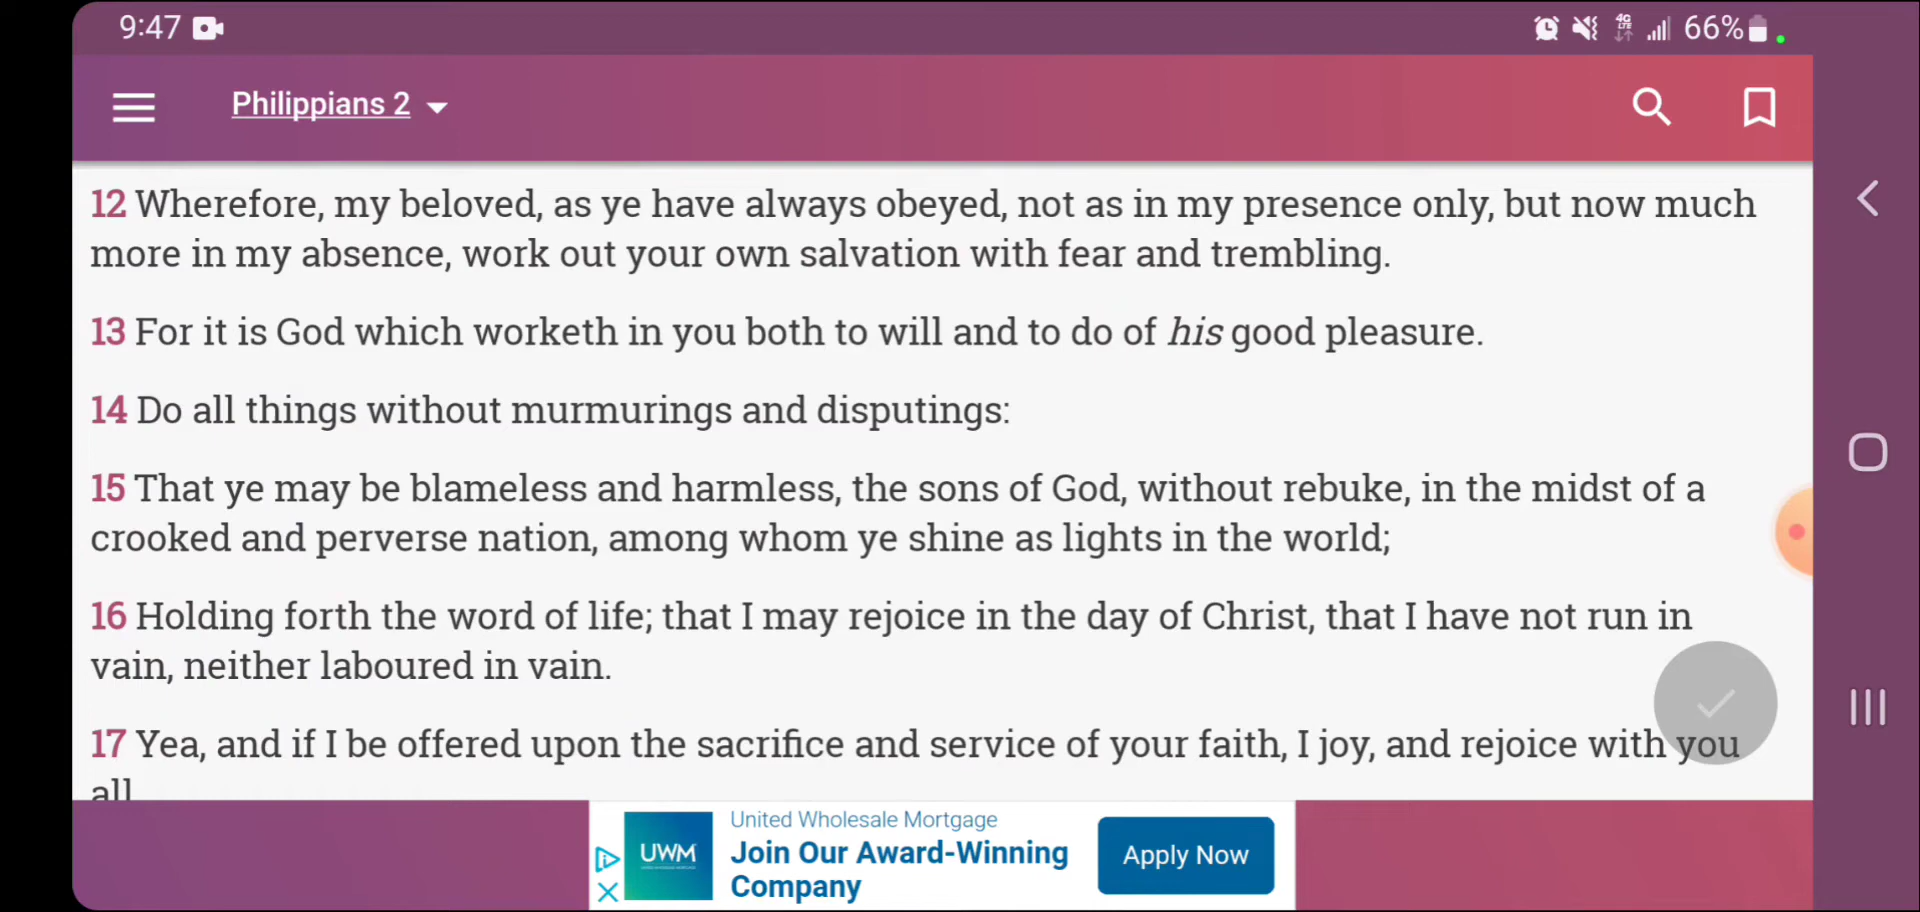 9:47
4G LTE 66%
Philippians 2
12 Wherefore, my beloved, as ye have always obeyed, not as in my presence only, but now much
more in my absence, work out your own salvation with fear and trembling.
13 For it is God which worketh in you both to will and to do of his good pleasure.
14 Do all things without murmurings and disputings:
15 That ye may be blameless and harmless, the sons of God, without rebuke, in the midst of a
crooked and perverse nation, among whom ye shine as lights in the world;
16 Holding forth the word of life; that I may rejoice in the day of Christ, that I have not run in
vain, neither laboured in vain.
17 Yea, and if I be offered upon the sacrifice and service of your faith, I joy, and rejoice with you
all
United Wholesale Mortgage
UWM
Join Our Award-Winning
Company
Apply Now